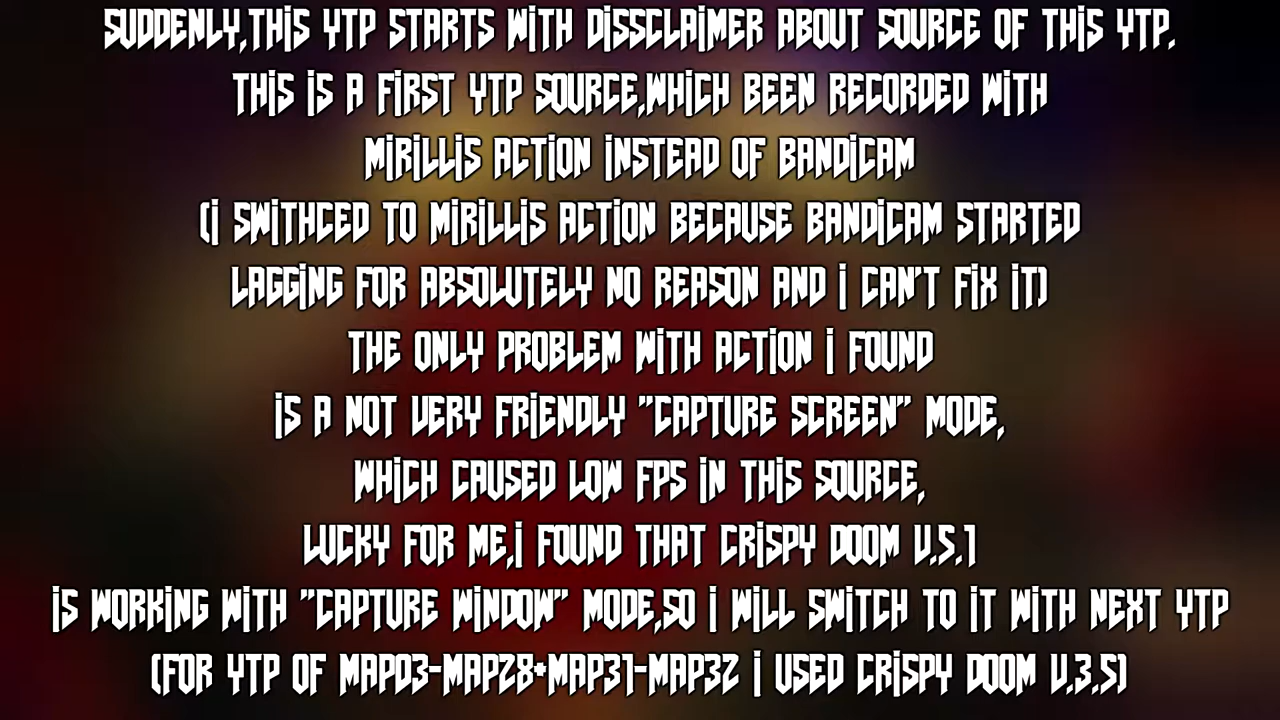 SUDDENLY,THiS YTP STARTS WiTH DiSSCLAiMER ABOUT SOURCE OF THiS YTP.
THiS iS A FiRST YTP SOURCE,WHiCH BEEN RECORDED WiTH
MiRiLLiS ACTiON iNSTEAD OF BANDiCAM
(i SWiTHCED TO MiRiLLiS ACTiON BECAUSE BANDiCAM STARTED
LAGGiNG FOR ABSOLUTELY NO REASON AND i CAN'T FiX iT)
THE ONLY PROBLEM WiTH ACTiON i FOUND
iS A NOT VERY FRiENDLY "CAPTURE SCREEN" MODE,
WHiCH CAUSED LOW FPS iN THiS SOURCE,
LUCKY FOR ME,i FOUND THAT CRiSPY DOOM V.5.1
iS WORKiNG WiTH "CAPTURE WiNDOW" MODE,SO i WiLL SWiTCH TO iT WiTH NEXT YTP
(FOR YTP OF MAP03-MAP28+MAP31-MAP32 i USED CRiSPY DOOM V.3.5)